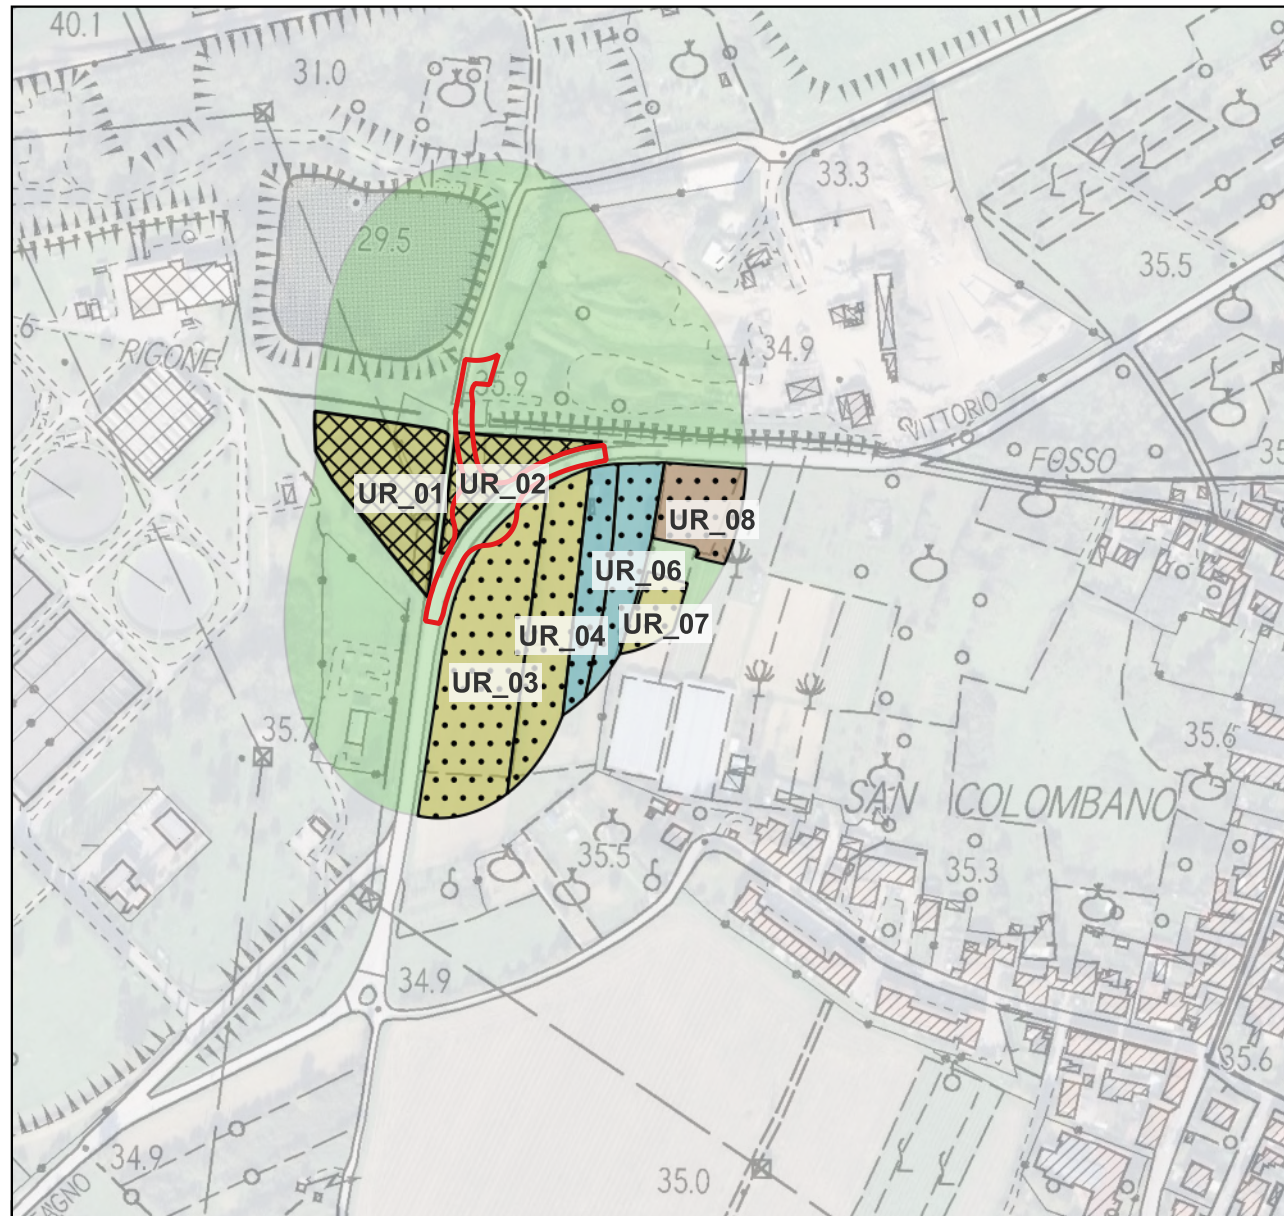 40.1
31.0
33.3
29.5
35.5
34.9
RIGONE
35.9
VITTORIO
FOSSO
UR_01
UR_02
UR_08
UR_06
UR_07
UR_04
UR_03
35.7
35.6
SAN COLOMBANO
35.5
35.3
34.9
35.6
34.9
35.0